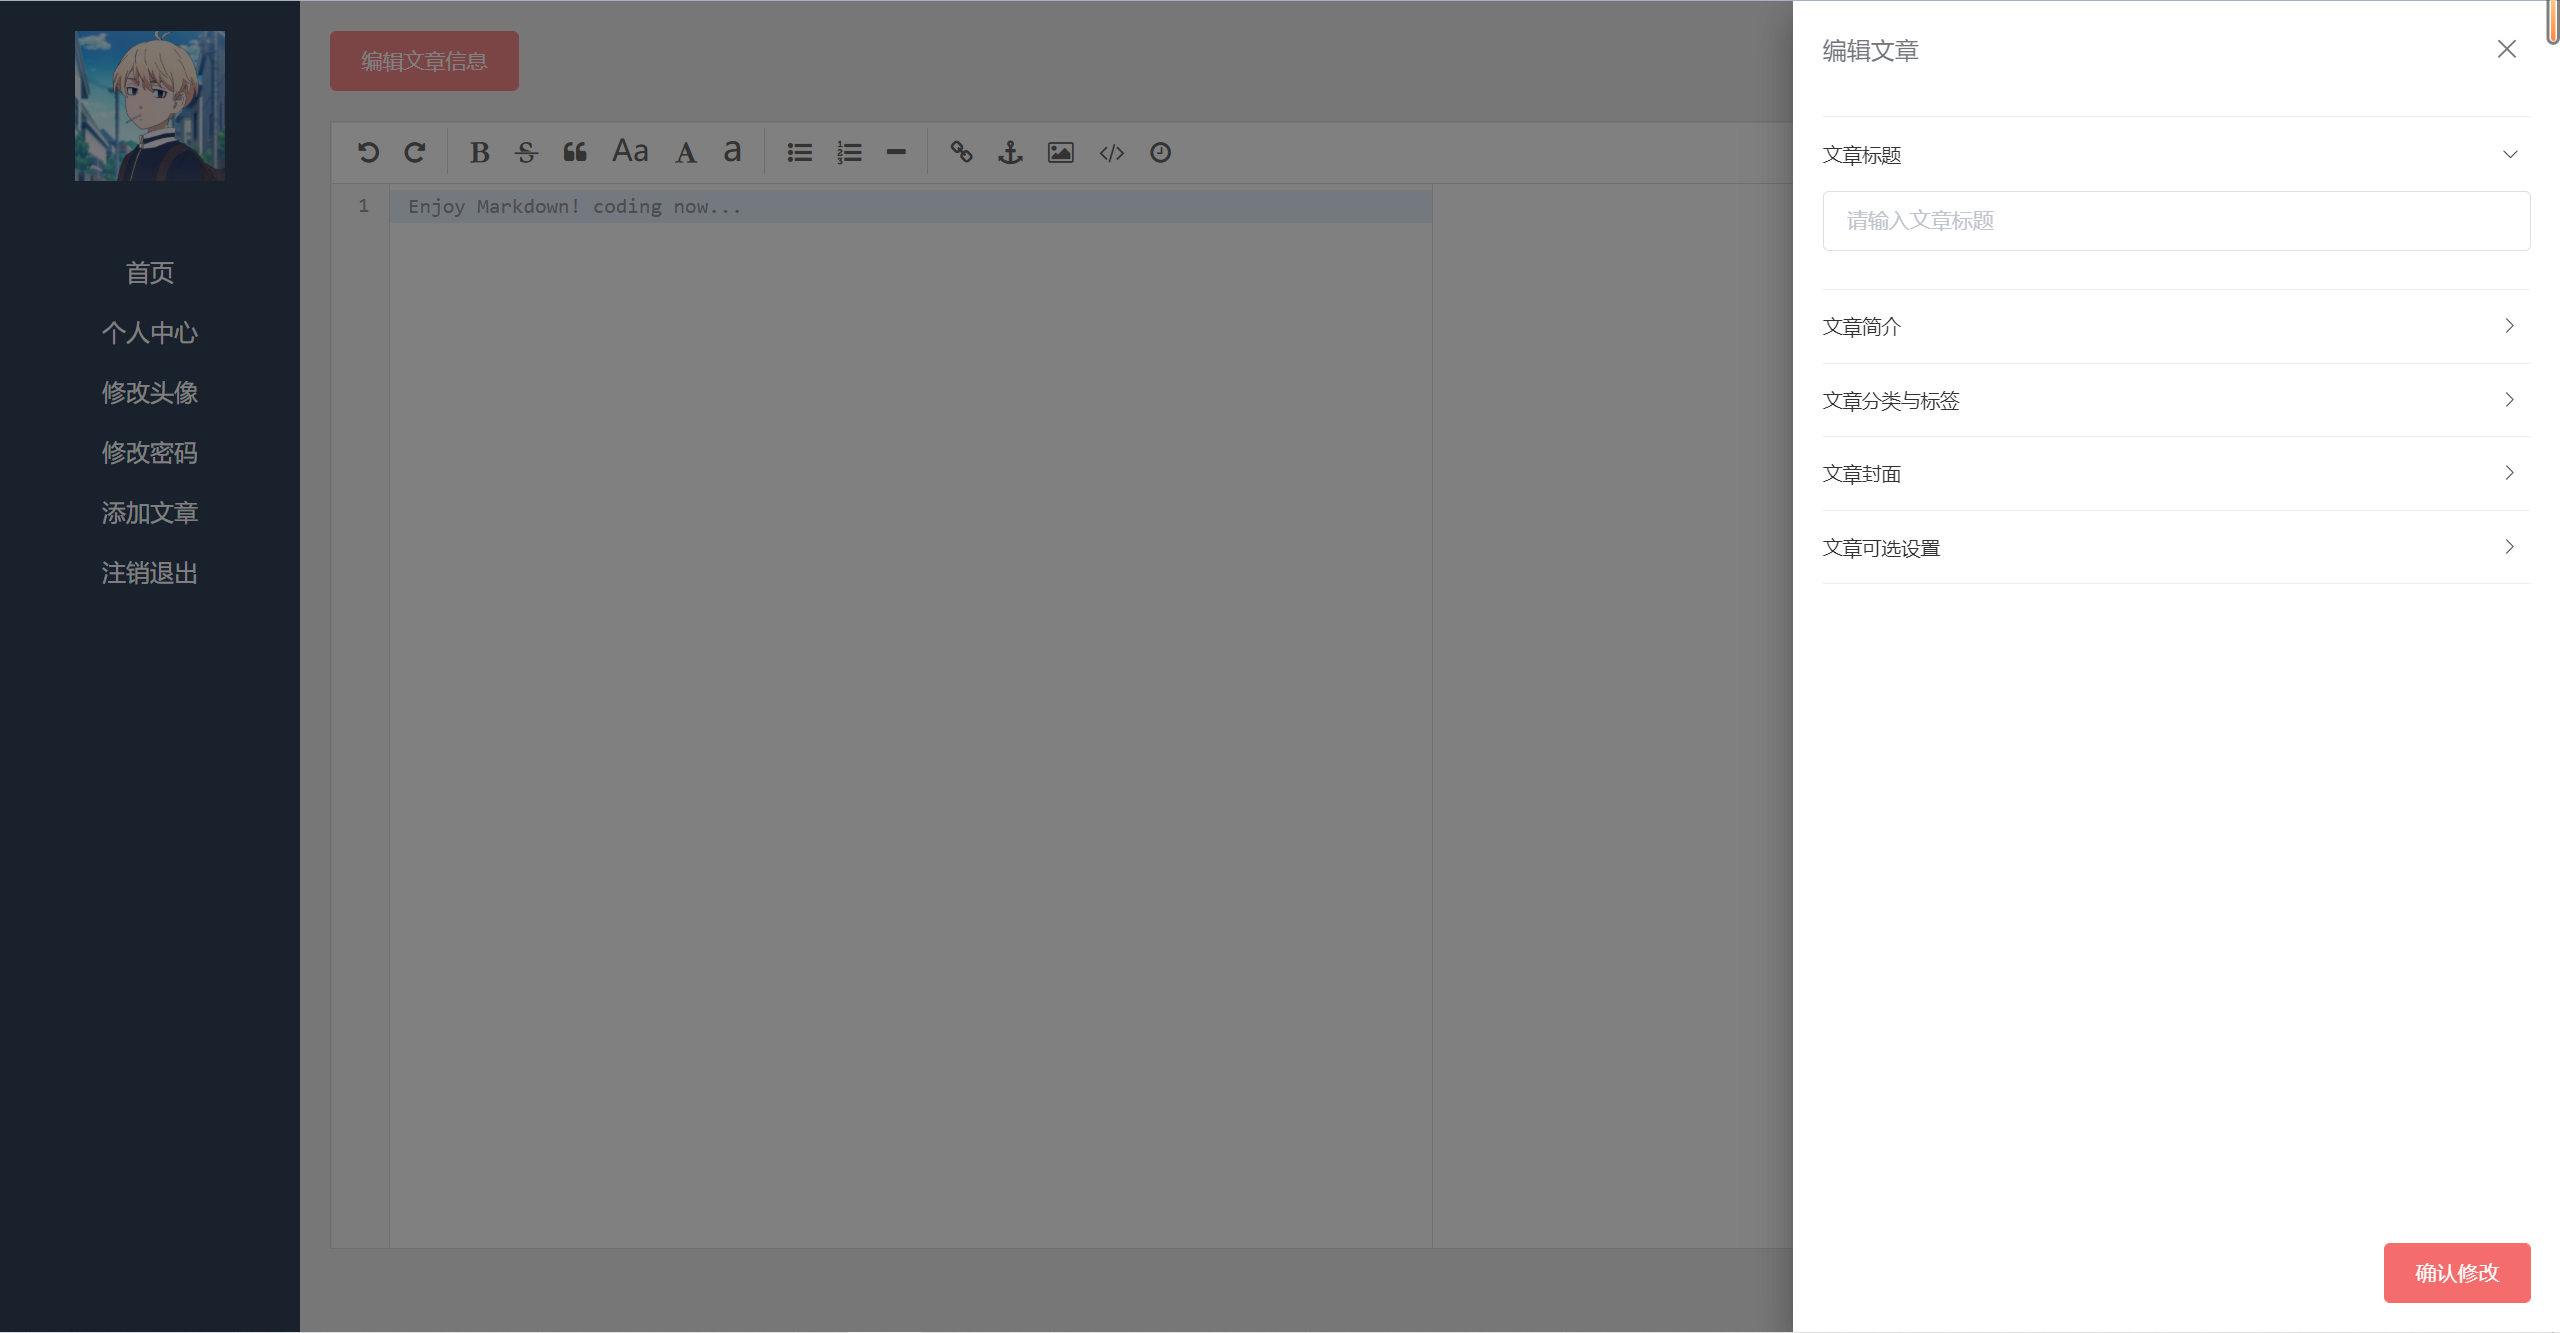 首页
个人中心
修改头像
修改密码
添加文章
注销退出
编辑文章信息
B S Aa A a
1 Enjoy Markdown! coding now...
编辑文章
文章标题
请输入文章标题
文章简介
文章分类与标签
文章封面
文章可选设置
确认修改